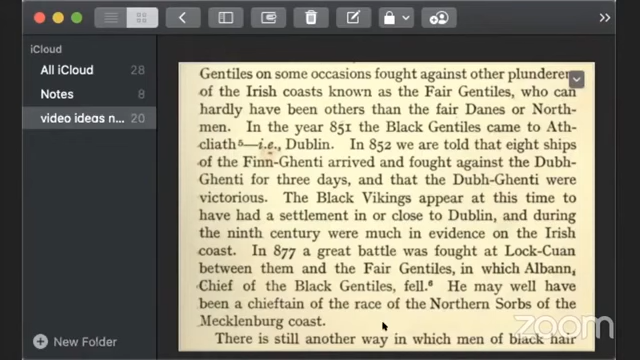 iCloud
All iCloud 28
Notes 8
video ideas n... 20
New Folder
Gentiles on some occasions fought against other plunderers
of the Irish coasts known as the Fair Gentiles, who can
hardly have been others than the fair Danes or North-
men. In the year 851 the Black Gentiles came to Ath-
cliath⁵—i.e., Dublin. In 852 we are told that eight ships
of the Finn-Ghenti arrived and fought against the Dubh-
Ghenti for three days, and that the Dubh-Ghenti were
victorious. The Black Vikings appear at this time to
have had a settlement in or close to Dublin, and during
the ninth century were much in evidence on the Irish
coast. In 877 a great battle was fought at Lock-Cuan
between them and the Fair Gentiles, in which Albann,
Chief of the Black Gentiles, fell.⁶ He may well have
been a chieftain of the race of the Northern Sorbs of the
Mecklenburg coast.
There is still another way in which men of black hair
zoom